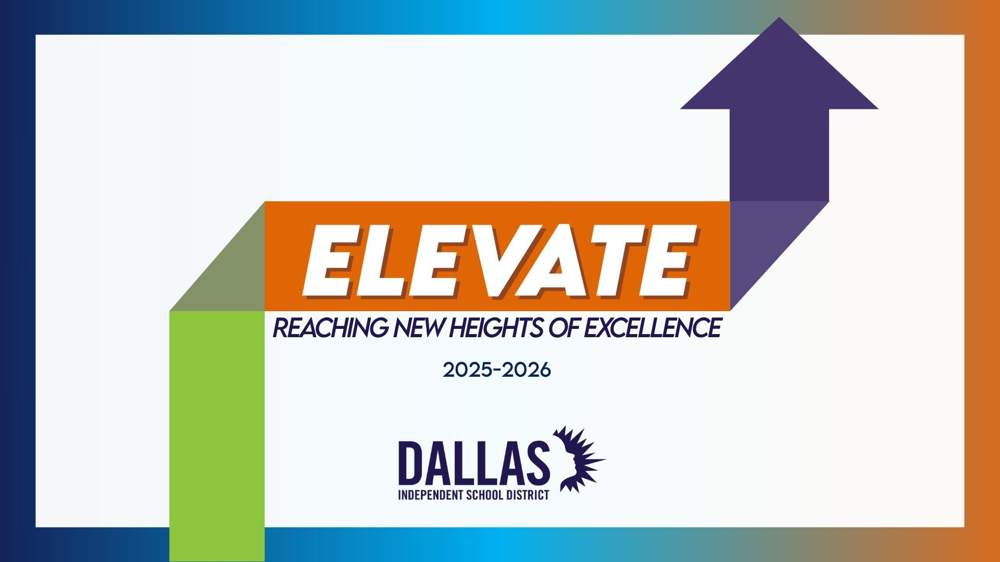 ELEVATE
REACHING NEW HEIGHTS OF EXCELLENCE
2025-2026
DALLAS
INDEPENDENT SCHOOL DISTRICT